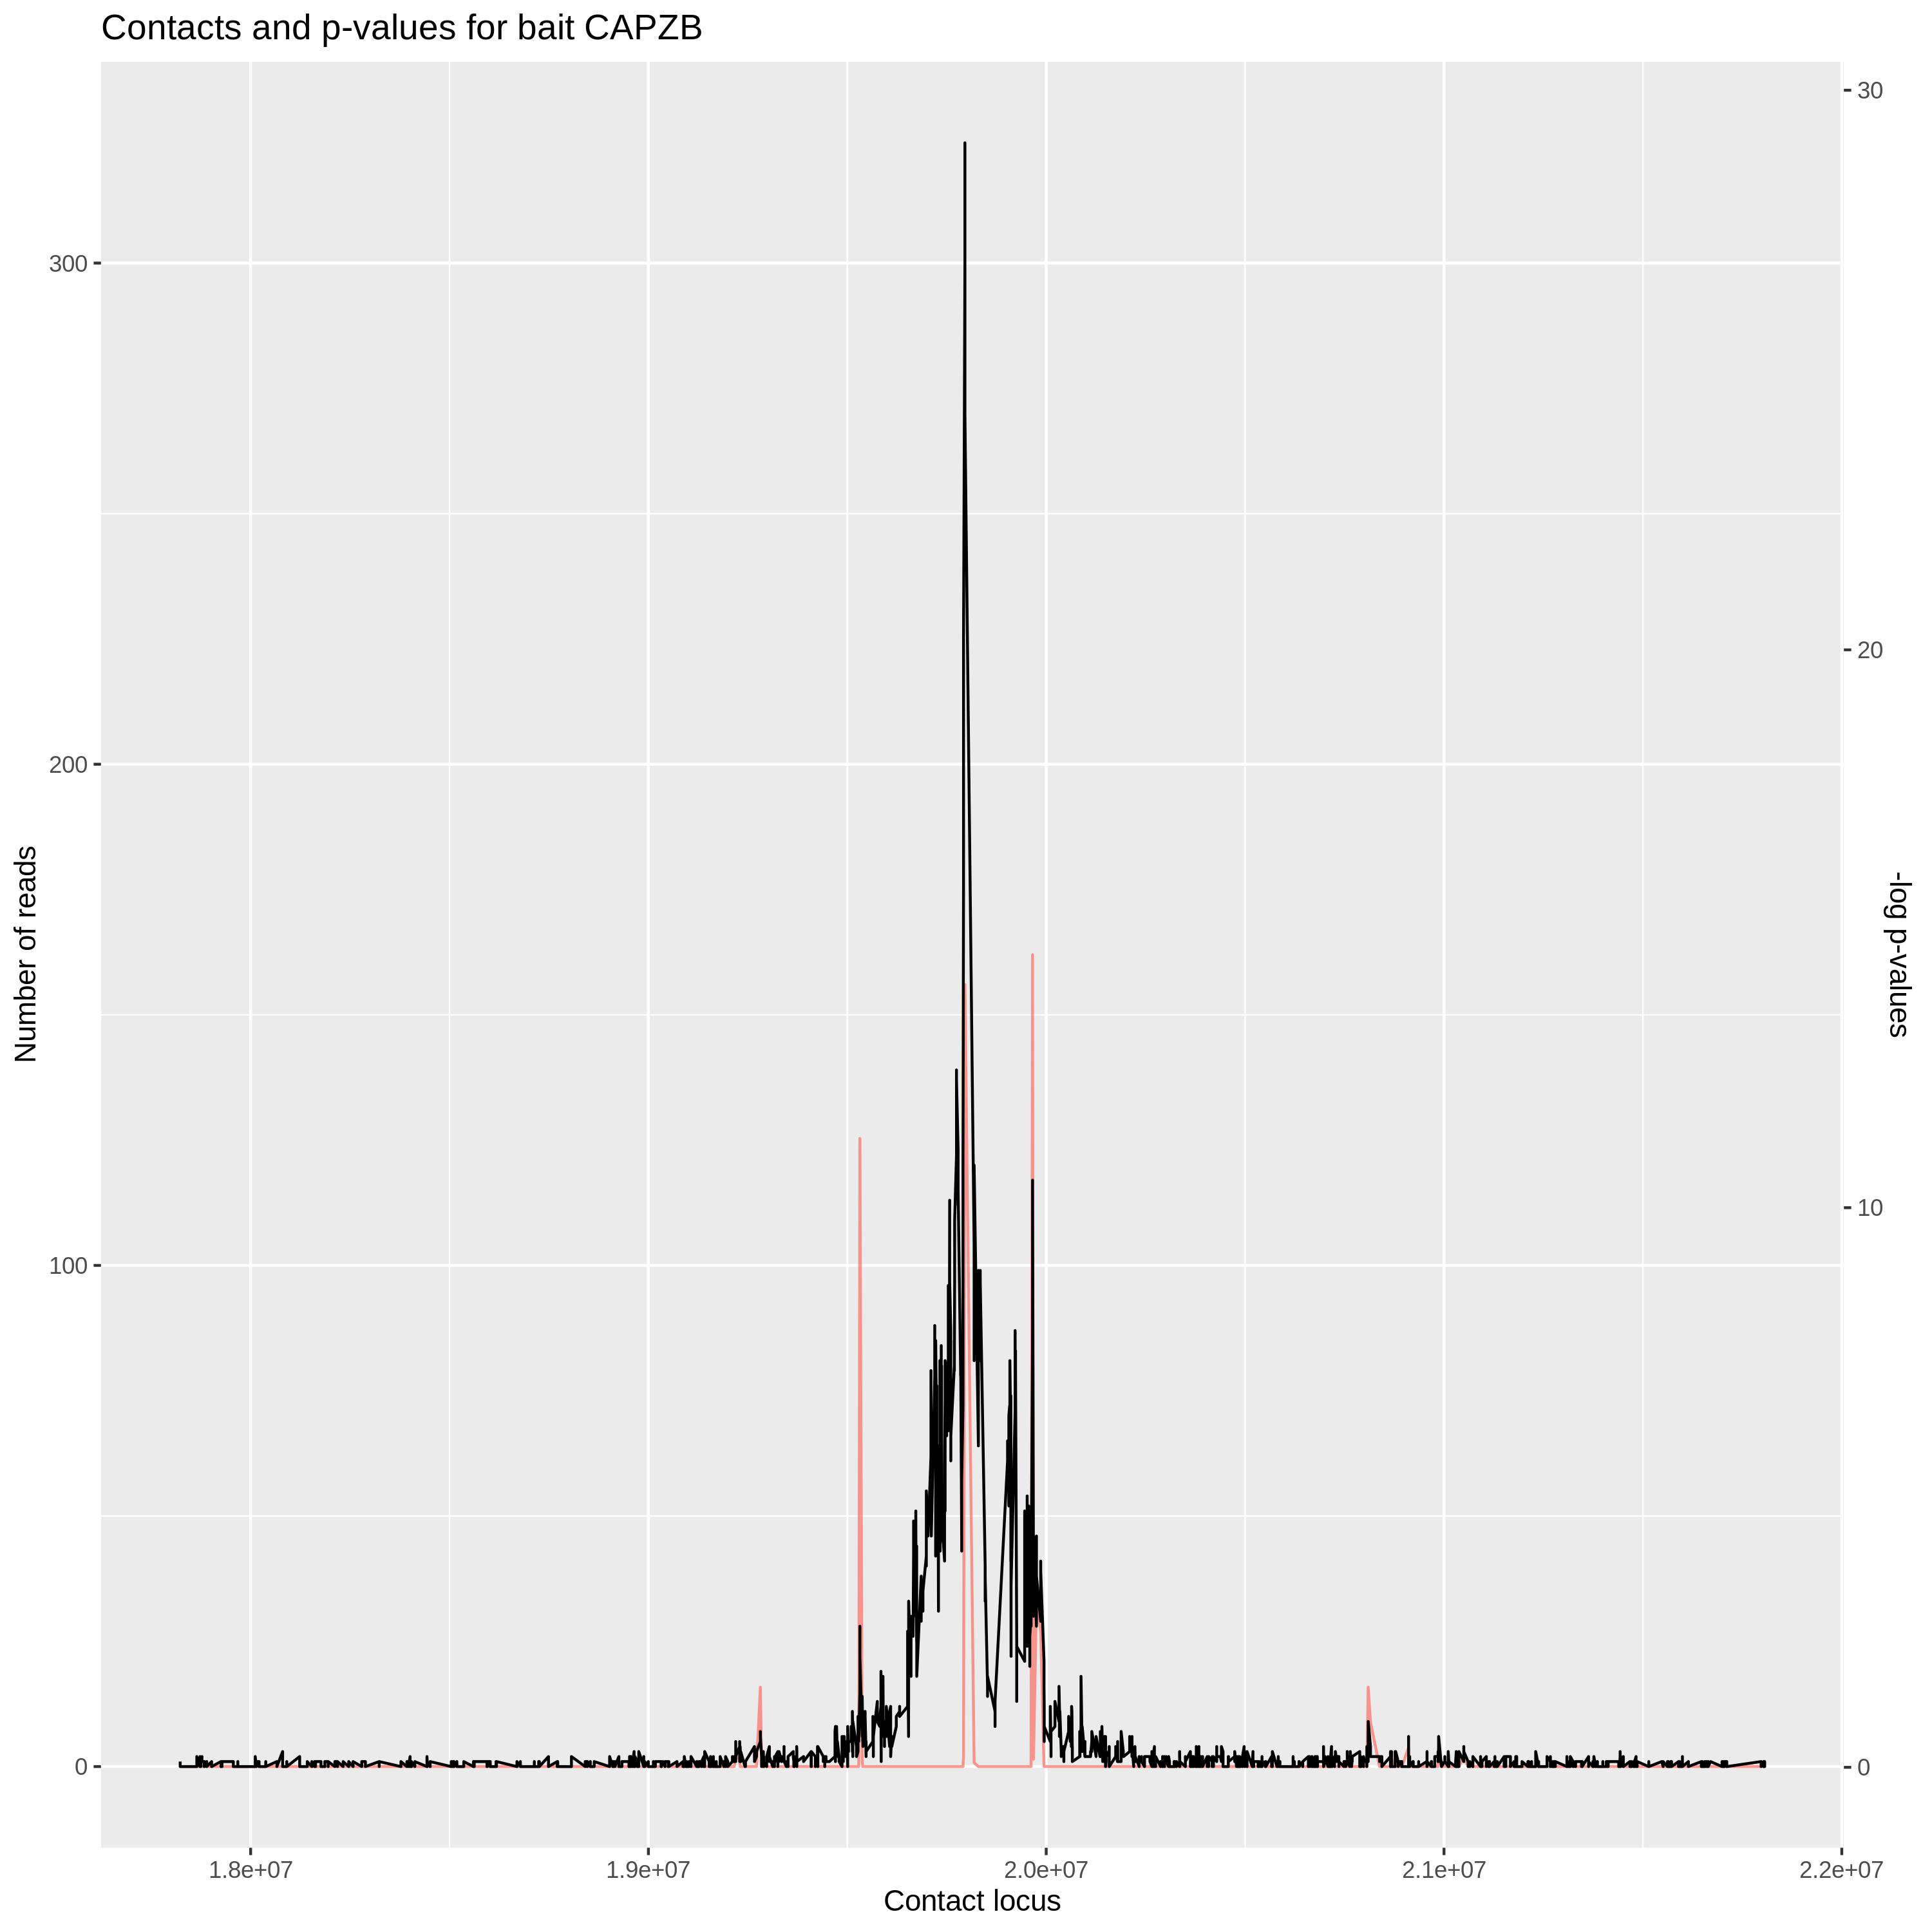 Contacts and p-values for bait CAPZB
30
300
20
200
Number of reads
-log p-values
10
100
0
0
1.8e+07
1.9e+07
2.0e+07
2.1e+07
2.2e+07
Contact locus